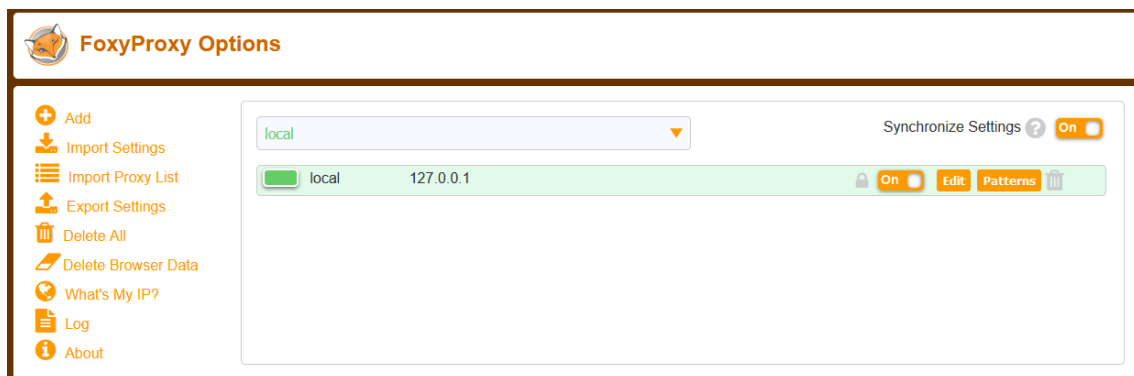 FoxyProxy Options
Add
Import Settings
Import Proxy List
Export Settings
Delete All
Delete Browser Data
What's My IP?
Log
About
local
Synchronize Settings ? On
local 127.0.0.1 On Edit Patterns